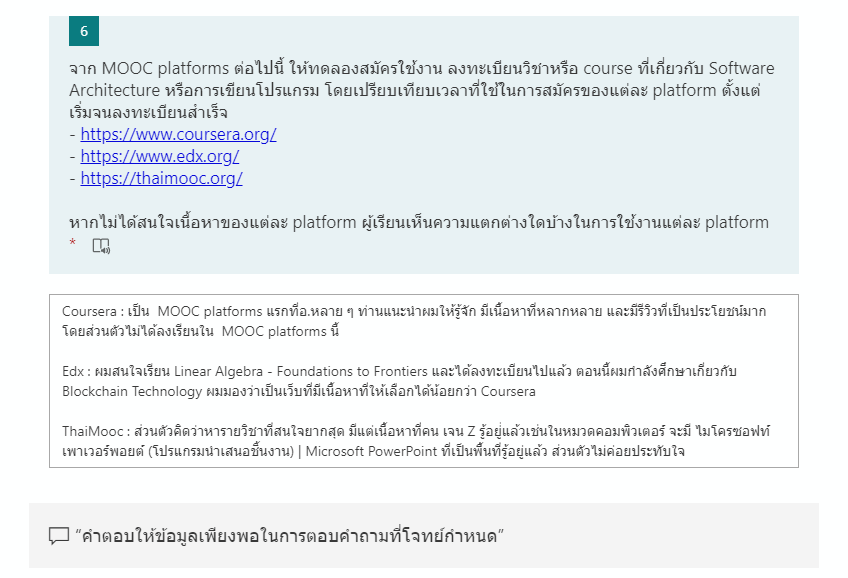 6
จาก MOOC platforms ต่อไปนี้ ให้ทดลองสมัครใช้งาน ลงทะเบียนวิชาหรือ course ที่เกี่ยวกับ Software
Architecture หรือการเขียนโปรแกรม โดยเปรียบเทียบเวลาที่ใช้ในการสมัครของแต่ละ platform ตั้งแต่
เริ่มจนลงทะเบียนสำเร็จ
- https://www.coursera.org/
- https://www.edx.org/
- https://thaimooc.org/
หากไม่ได้สนใจเนื้อหาของแต่ละ platform ผู้เรียนเห็นความแตกต่างใดบ้างในการใช้งานแต่ละ platform
*
Coursera : เป็น MOOC platforms แรกที่อ.หลาย ๆ ท่านแนะนำผมให้รู้จัก มีเนื้อหาที่หลากหลาย และมีรีวิวที่เป็นประโยชน์มาก
โดยส่วนตัวไม่ได้ลงเรียนใน MOOC platforms นี้
Edx : ผมสนใจเรียน Linear Algebra - Foundations to Frontiers และได้ลงทะเบียนไปแล้ว ตอนนี้ผมกำลังศึกษาเกี่ยวกับ
Blockchain Technology ผมมองว่าเป็นเว็บที่มีเนื้อหาที่ให้เลือกได้น้อยกว่า Coursera
ThaiMooc : ส่วนตัวคิดว่าหารายวิชาที่สนใจยากสุด มีแต่เนื้อหาที่คน เจน Z รู้อยู่แล้วเช่นในหมวดคอมพิวเตอร์ จะมี ไมโครซอฟท์
เพาเวอร์พอยต์ (โปรแกรมนำเสนอชิ้นงาน) | Microsoft PowerPoint ที่เป็นพื้นที่รู้อยู่แล้ว ส่วนตัวไม่ค่อยประทับใจ
“คำตอบให้ข้อมูลเพียงพอในการตอบคำถามที่โจทย์กำหนด”